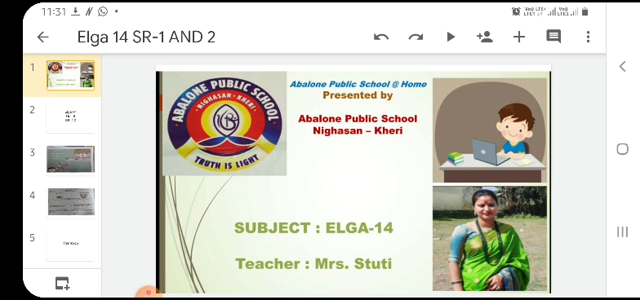 11:31
Elga 14 SR-1 AND 2
1
2
3
4
5
ABALONE PUBLIC SCHOOL
NIGHASAN - KHERI
TRUTH IS LIGHT
Abalone Public School @ Home
Presented by
Abalone Public School
Nighasan – Kheri
SUBJECT : ELGA-14
Teacher : Mrs. Stuti